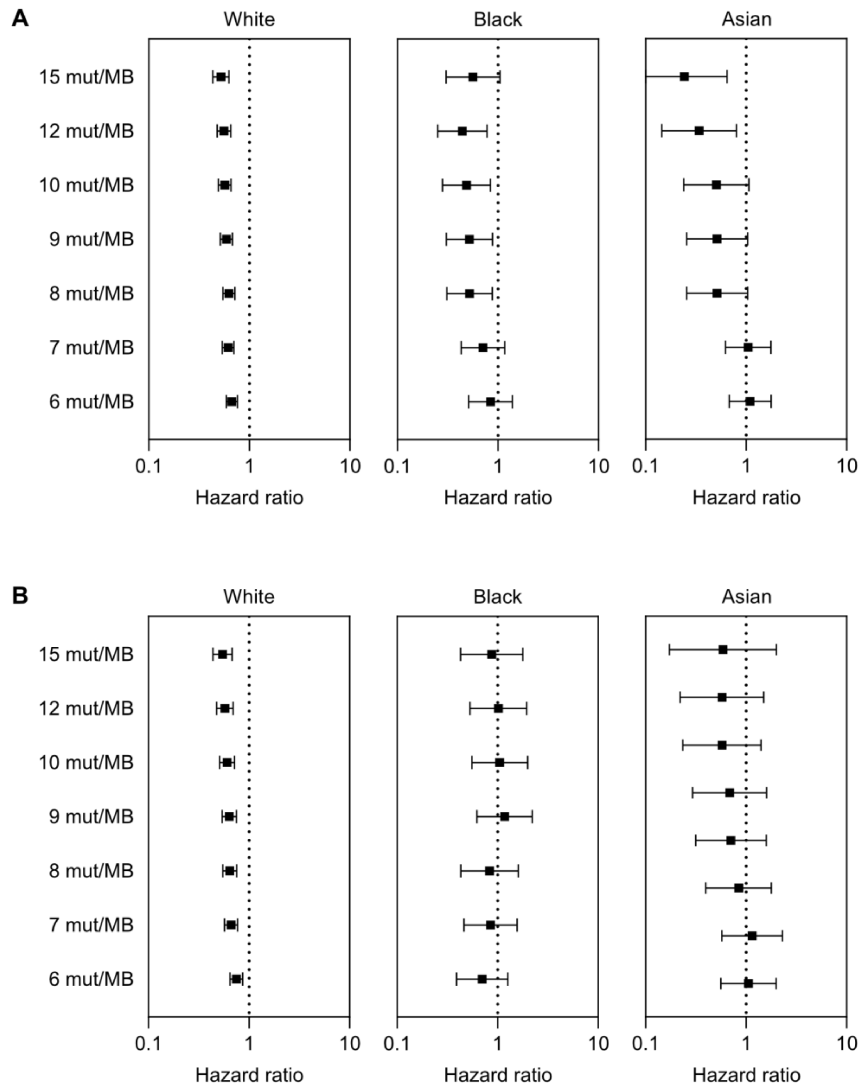 A
White Black Asian
15 mut/MB
12 mut/MB
10 mut/MB
9 mut/MB
8 mut/MB
7 mut/MB
6 mut/MB
0.1 1 10 0.1 1 10 0.1 1 10
Hazard ratio Hazard ratio Hazard ratio
B
White Black Asian
15 mut/MB
12 mut/MB
10 mut/MB
9 mut/MB
8 mut/MB
7 mut/MB
6 mut/MB
0.1 1 10 0.1 1 10 0.1 1 10
Hazard ratio Hazard ratio Hazard ratio